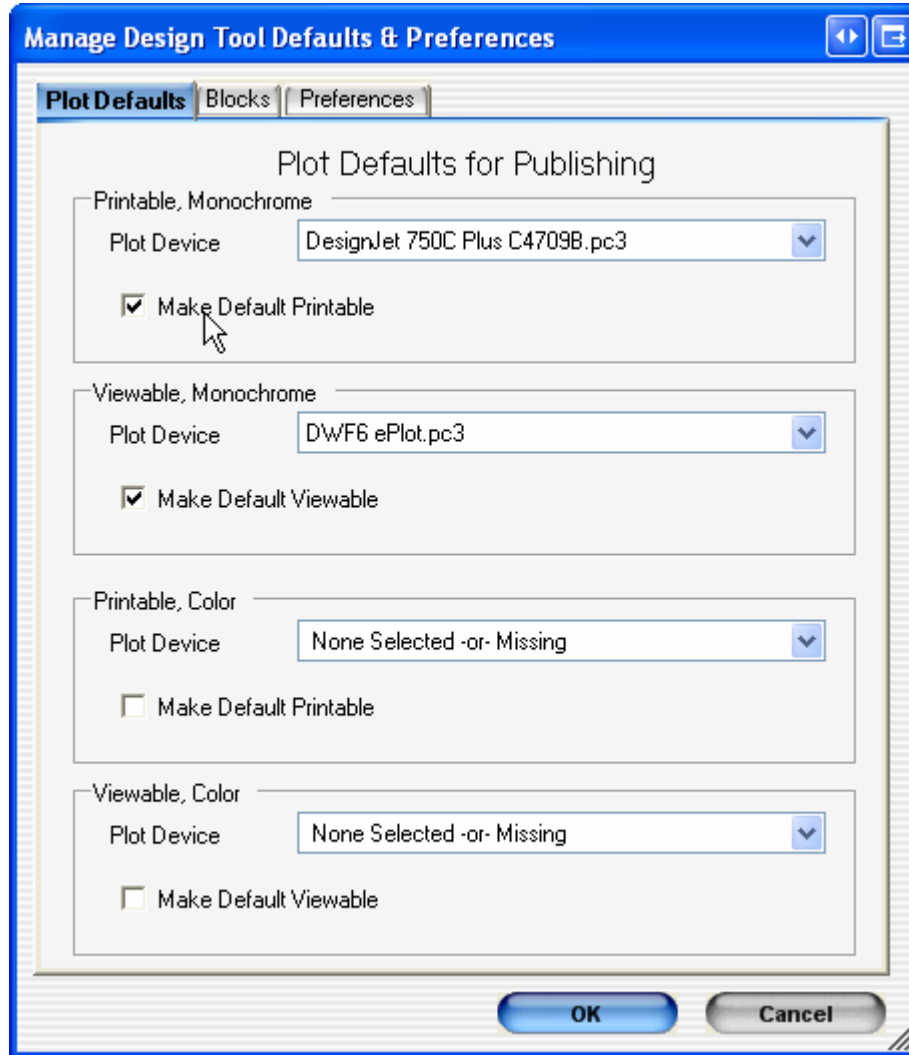 Manage Design Tool Defaults & Preferences
Plot Defaults Blocks Preferences
Plot Defaults for Publishing
Printable, Monochrome
Plot Device DesignJet 750C Plus C4709B.pc3
Make Default Printable
Viewable, Monochrome
Plot Device DWF6 ePlot.pc3
Make Default Viewable
Printable, Color
Plot Device None Selected -or- Missing
Make Default Printable
Viewable, Color
Plot Device None Selected -or- Missing
Make Default Viewable
OK Cancel